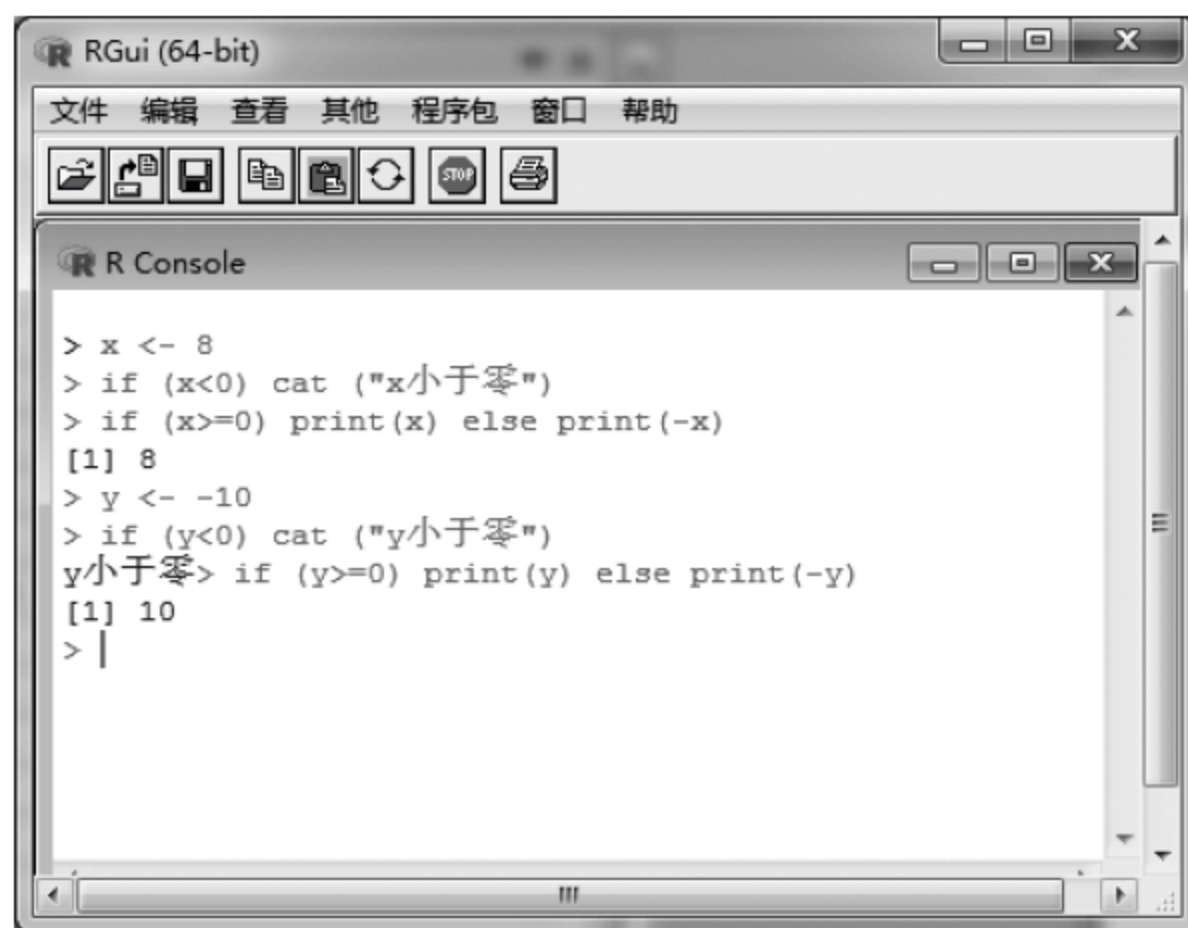 RGui (64-bit)
文件 编辑 查看 其他 程序包 窗口 帮助
STOP
R Console
> x <- 8
> if (x<0) cat ("x小于零")
> if (x>=0) print(x) else print(-x)
[1] 8
> y <- -10
> if (y<0) cat ("y小于零")
y小于零> if (y>=0) print(y) else print(-y)
[1] 10
>